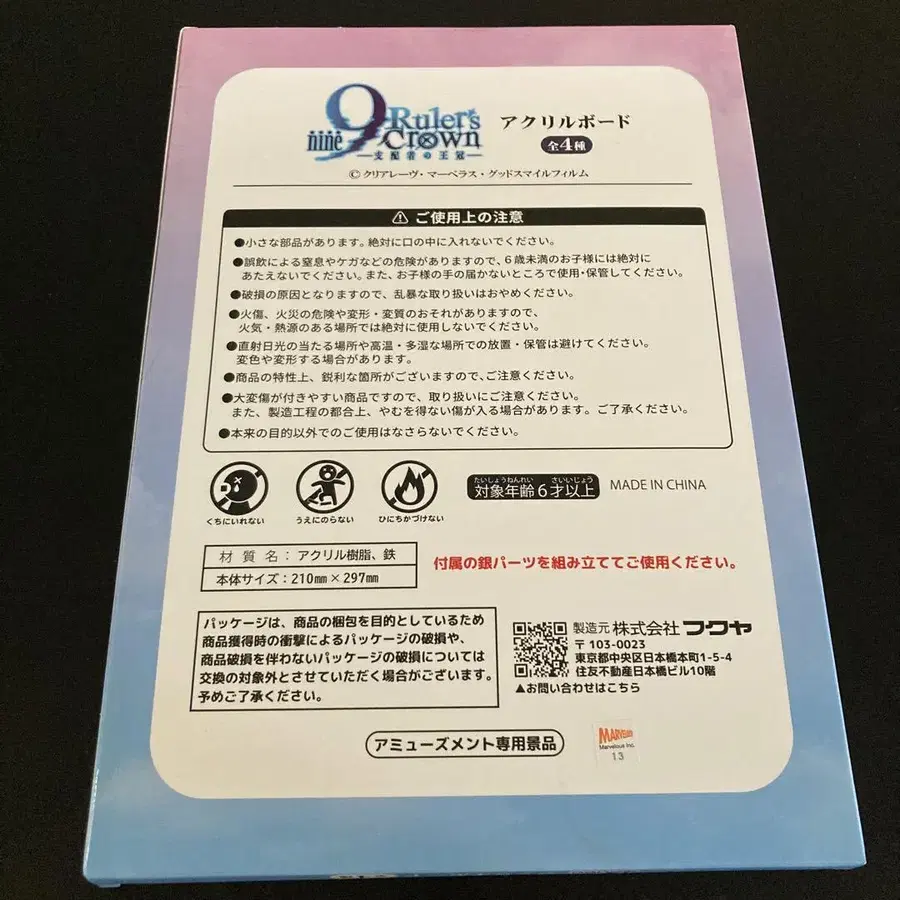 nine 9 Ruler's Crown
―支配者の王冠―
アクリルボード
全4種
©クリアレーヴ・マーベラス・グッドスマイルフィルム
⚠ ご使用上の注意
●小さな部品があります。絶対に口の中に入れないでください。
●誤飲による窒息やケガなどの危険がありますので、6歳未満のお子様には絶対に
あたえないでください。また、お子様の手の届かないところで使用・保管してください。
●破損の原因となりますので、乱暴な取り扱いはおやめください。
●火傷、火災の危険や変形・変質のおそれがありますので、
火気・熱源のある場所では絶対に使用しないでください。
●直射日光の当たる場所や高温・多湿な場所での放置・保管は避けてください。
変色や変形する場合があります。
●商品の特性上、鋭利な箇所がございますので、ご注意ください。
●大変傷が付きやすい商品ですので、取り扱いにご注意ください。
また、製造工程の都合上、やむを得ない傷が入る場合があります。ご了承ください。
●本来の目的以外でのご使用はなさらないでください。
くちにいれない
うえにのらない
ひにちかづけない
たいしょうねんれい さいいじょう
対象年齢6才以上
MADE IN CHINA
材質名：アクリル樹脂、鉄
本体サイズ：210mm×297mm
付属の銀パーツを組み立ててご使用ください。
パッケージは、商品の梱包を目的としているため
商品獲得時の衝撃によるパッケージの破損や、
商品破損を伴わないパッケージの破損については
交換の対象外とさせていただく場合がございます。
予めご了承ください。
製造元 株式会社フクヤ
〒103-0023
東京都中央区日本橋本町1-5-4
住友不動産日本橋ビル10階
▲お問い合わせはこちら
アミューズメント専用景品
MARVELOUS
Marvelous Inc.
13